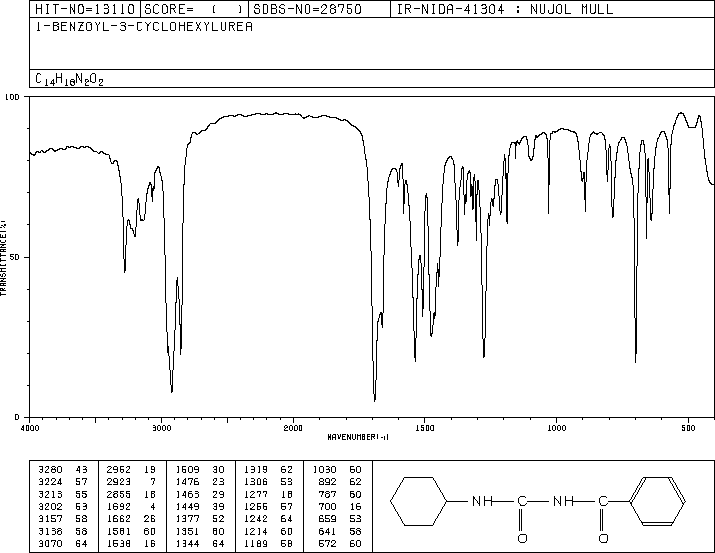 HIT-NO=13110 SCORE= ( ) SDBS-NO=28750 IR-NIDA-41304 : NUJOL MULL
1-BENZOYL-3-CYCLOHEXYLUREA
C14H18N2O2
100
50
0
TRANSMITTANCE(%)
4000 3000 2000 1500 1000 500
WAVENUMBER(-1)
3280 43 2952 19 1509 30 1319 62 1030 60
3224 57 2923 7 1476 23 1306 53 892 62
3213 55 2855 18 1463 29 1277 18 787 60
3202 53 1692 4 1449 39 1255 57 700 16
3157 58 1662 26 1377 52 1242 64 659 53
3138 58 1581 60 1351 60 1214 60 641 58
3070 64 1538 16 1344 64 1189 58 572 60
NH NH
O O